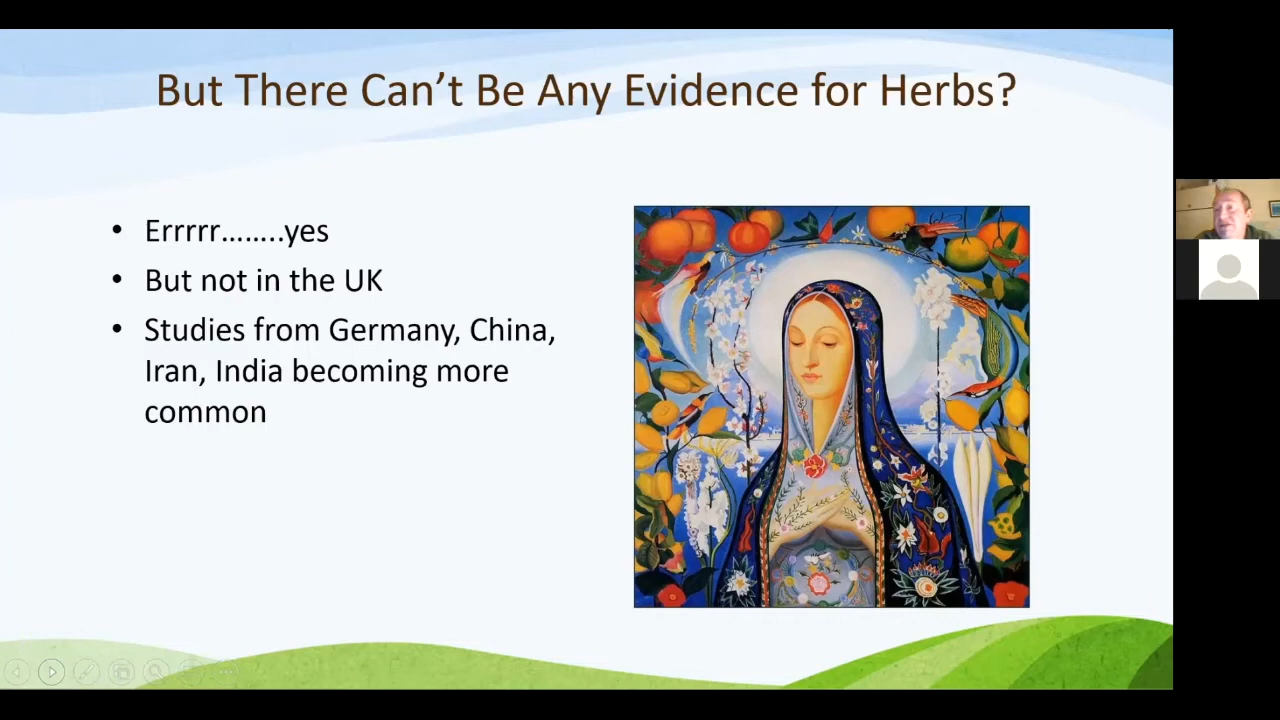 But There Can't Be Any Evidence for Herbs?
• Errrrr........yes
• But not in the UK
• Studies from Germany, China,
Iran, India becoming more
common